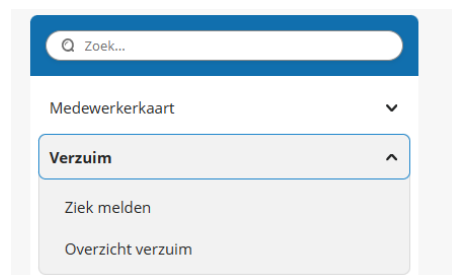 Zoek...
Medewerkerkaart
Verzuim
Ziek melden
Overzicht verzuim